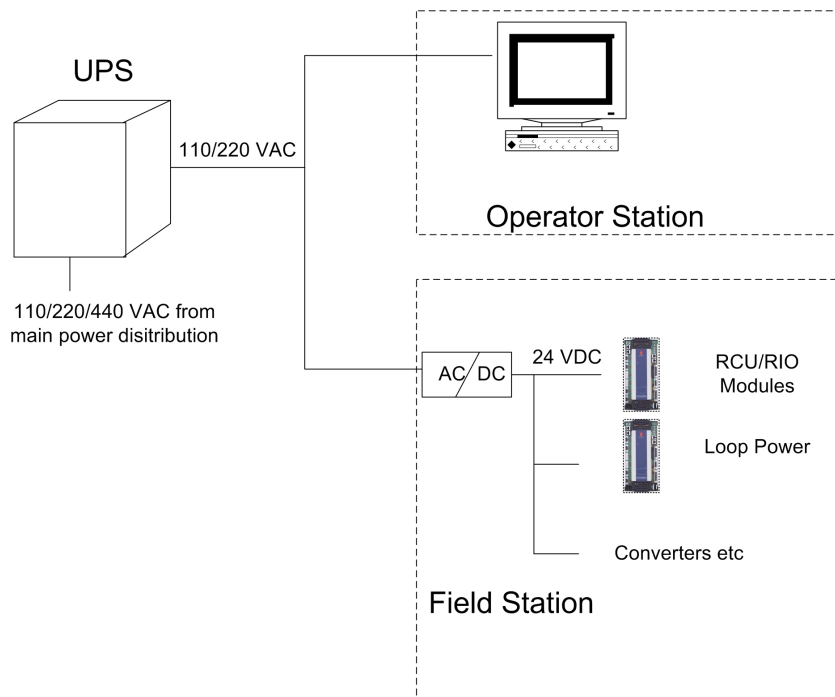 UPS
110/220 VAC
110/220/440 VAC from
main power disitribution
Operator Station
AC/DC
24 VDC
RCU/RIO
Modules
Loop Power
Converters etc
Field Station